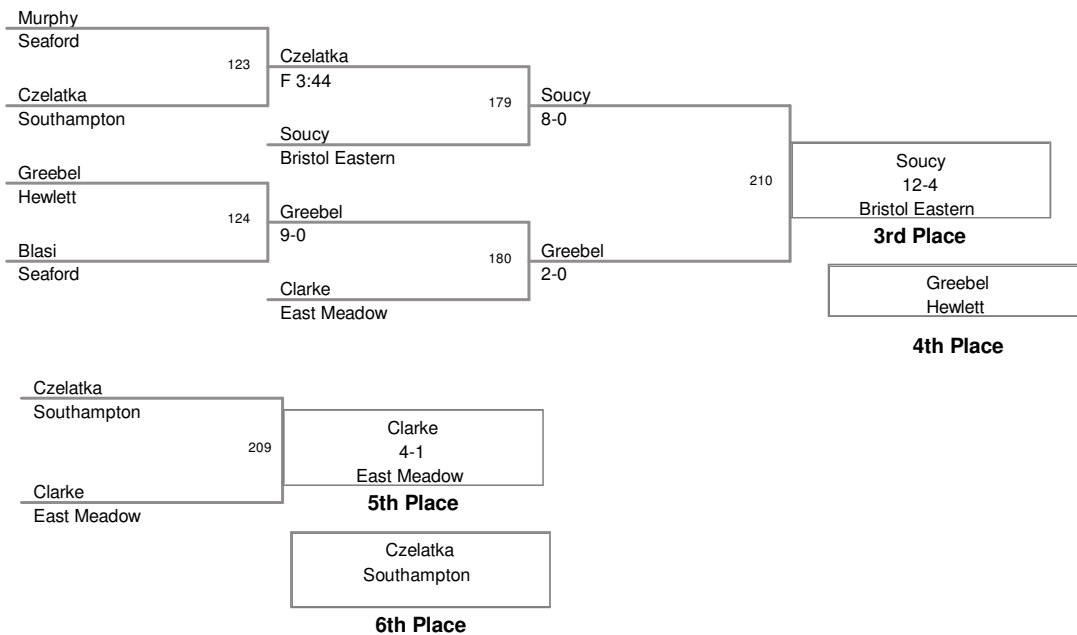 Murphy
Seaford
123
Czelatka
Southampton
Czelatka
F 3:44
179
Soucy
Bristol Eastern
Soucy
8-0
Greebel
Hewlett
124
Blasi
Seaford
Greebel
9-0
180
Clarke
East Meadow
Greebel
2-0
210
Soucy
12-4
Bristol Eastern
3rd Place
Greebel
Hewlett
4th Place
Czelatka
Southampton
209
Clarke
East Meadow
Clarke
4-1
East Meadow
5th Place
Czelatka
Southampton
6th Place